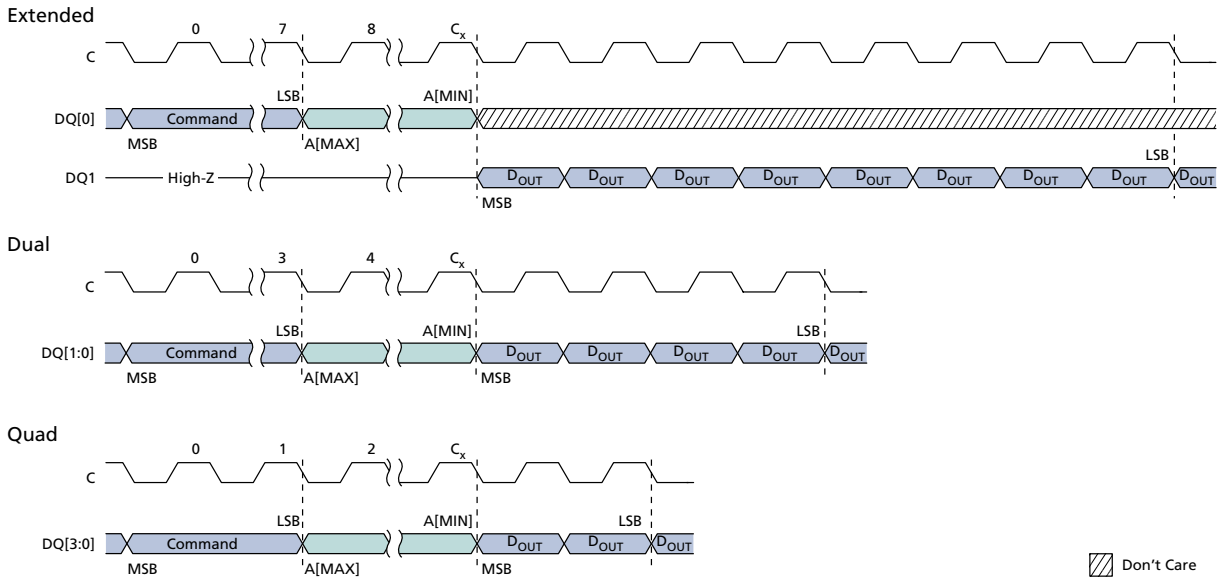 Extended
0 7 8 Cx
C
LSB A[MIN]
DQ[0] Command
MSB A[MAX]
LSB
DQ1 High-Z DOUT DOUT DOUT DOUT DOUT DOUT DOUT DOUT DOUT
MSB
Dual
0 3 4 Cx
C
LSB A[MIN] LSB
DQ[1:0] Command DOUT DOUT DOUT DOUT DOUT
MSB A[MAX] MSB
Quad
0 1 2 Cx
C
LSB A[MIN] LSB
DQ[3:0] Command DOUT DOUT DOUT
MSB A[MAX] MSB
Don't Care